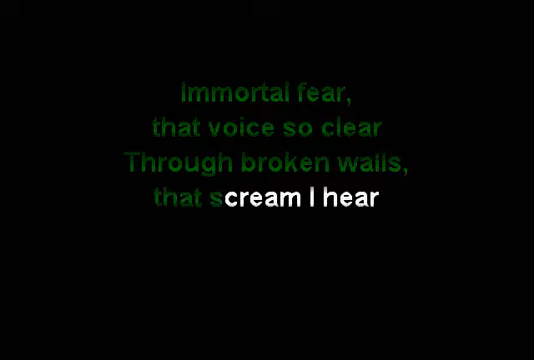 Immortal fear,
that voice so clear
Through broken walls,
that scream I hear